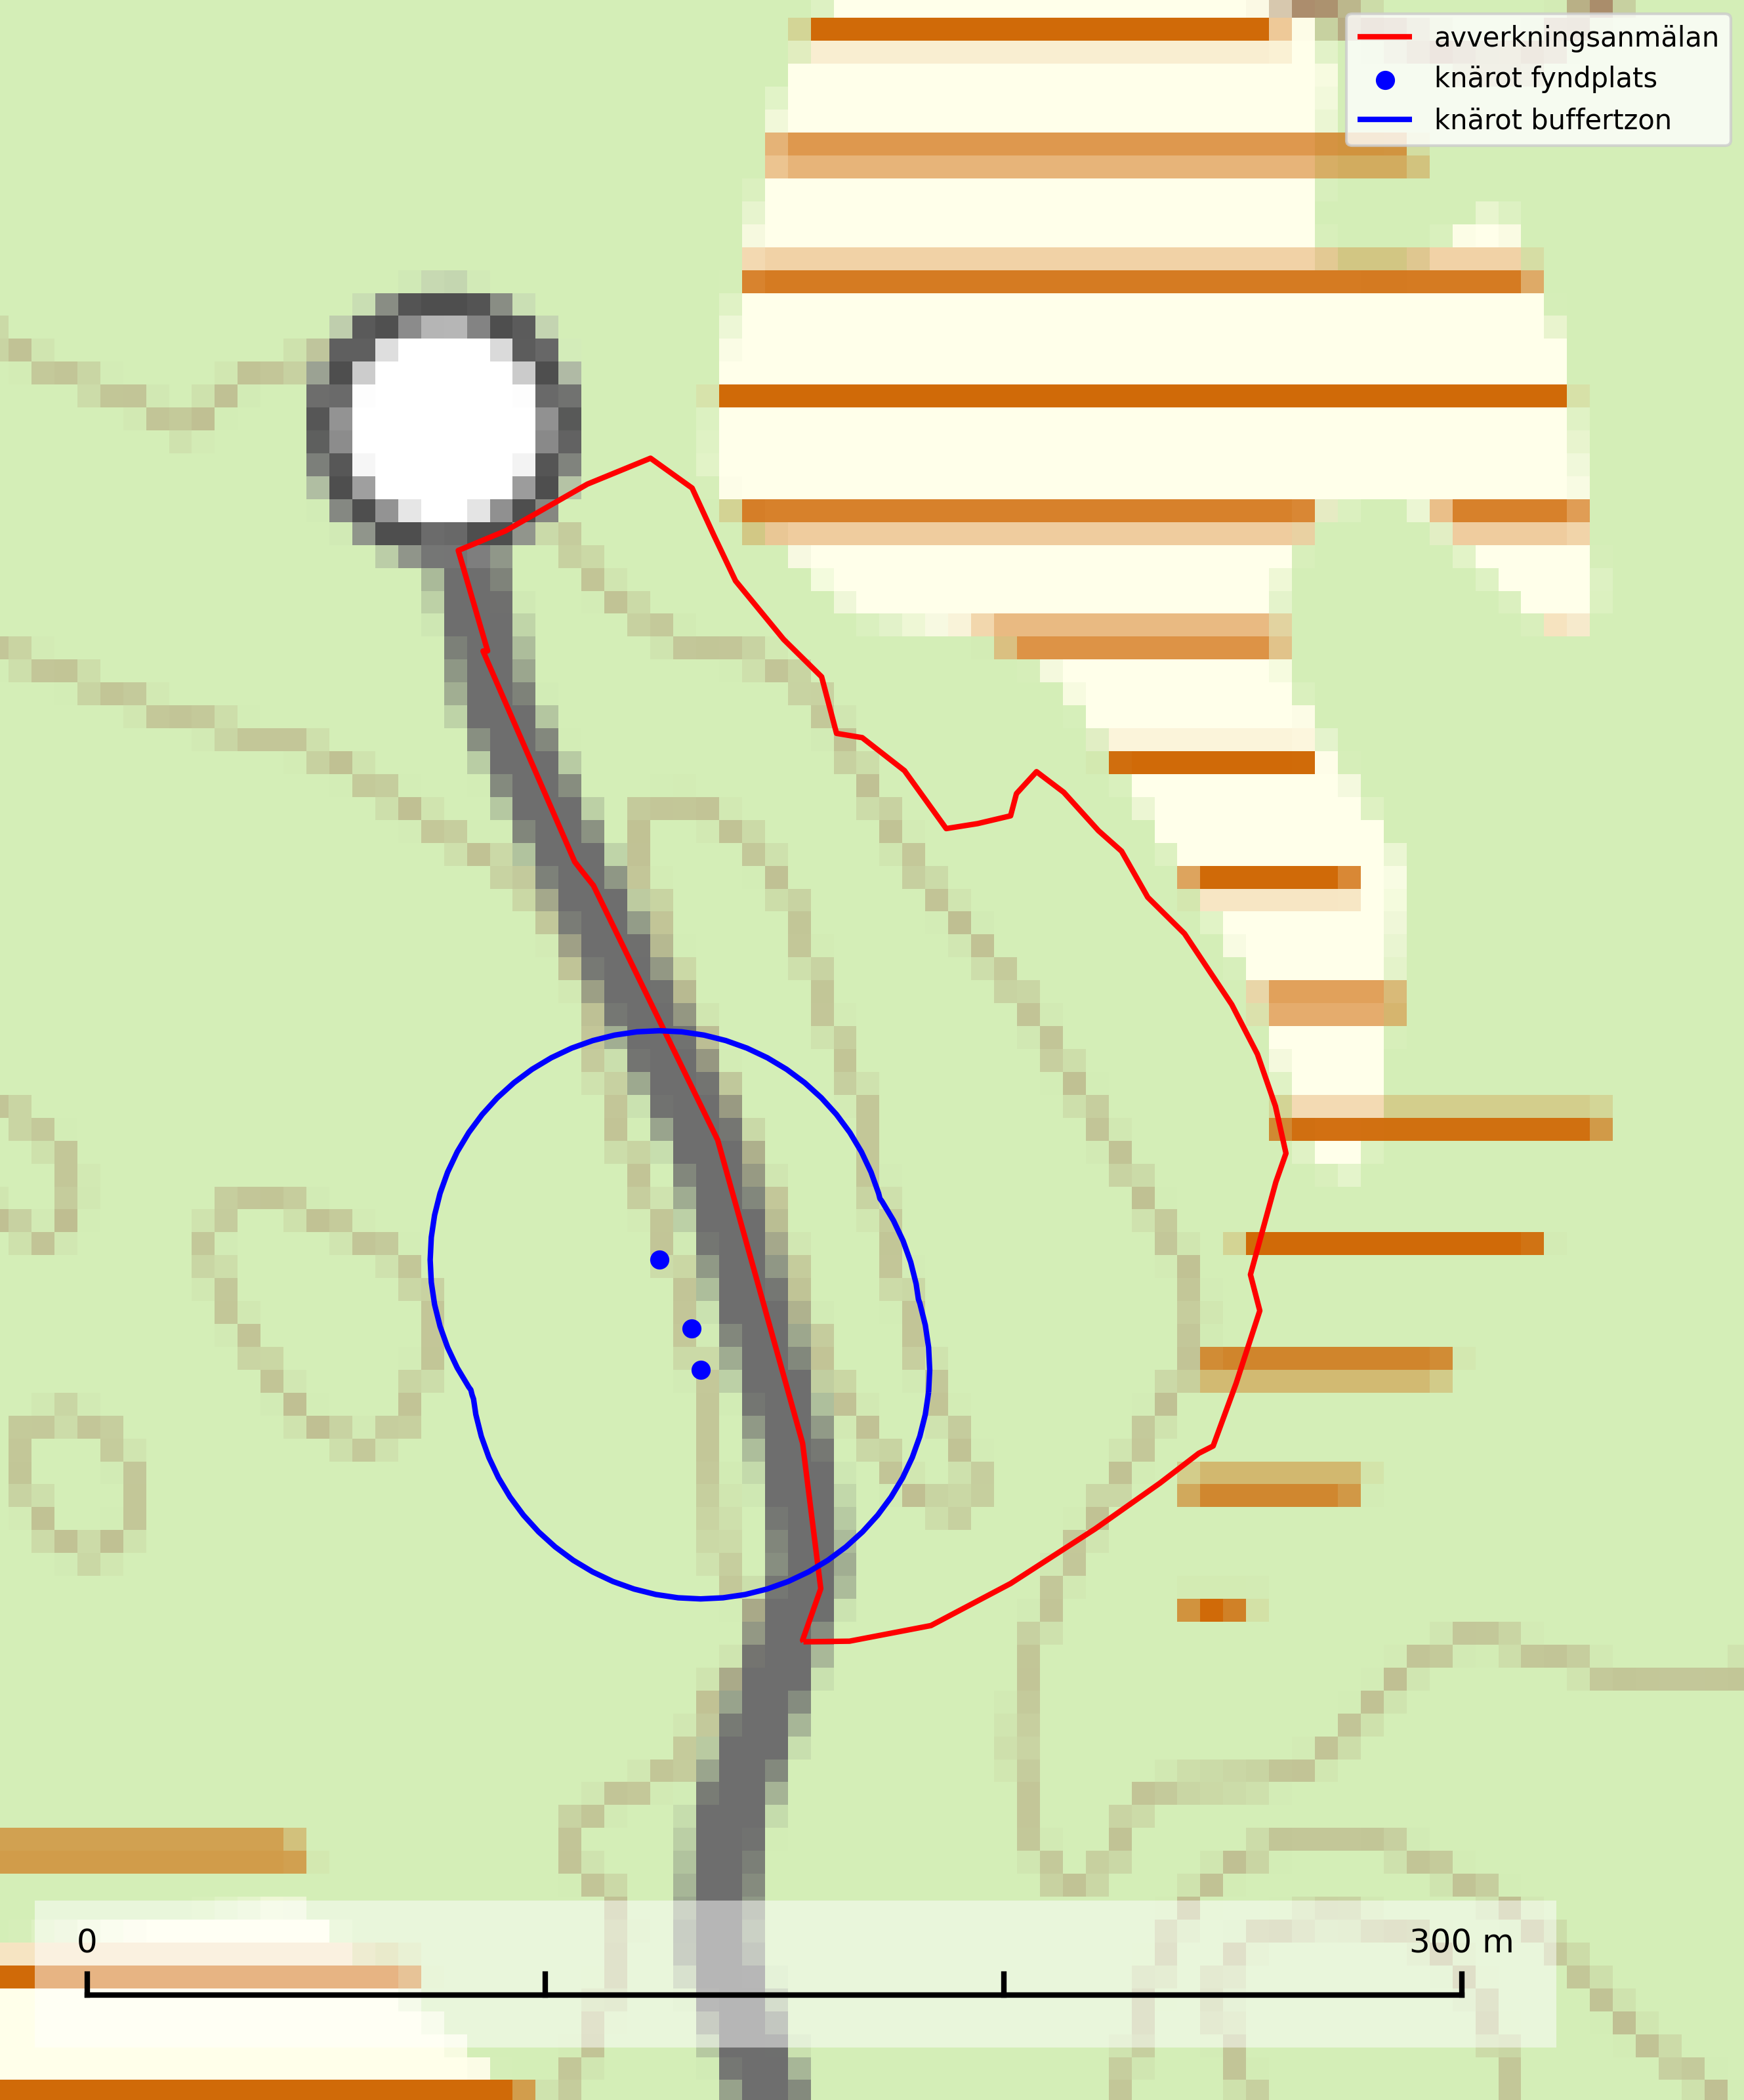 avverkningsanmälan
knärot fyndplats
knärot buffertzon
0
300 m